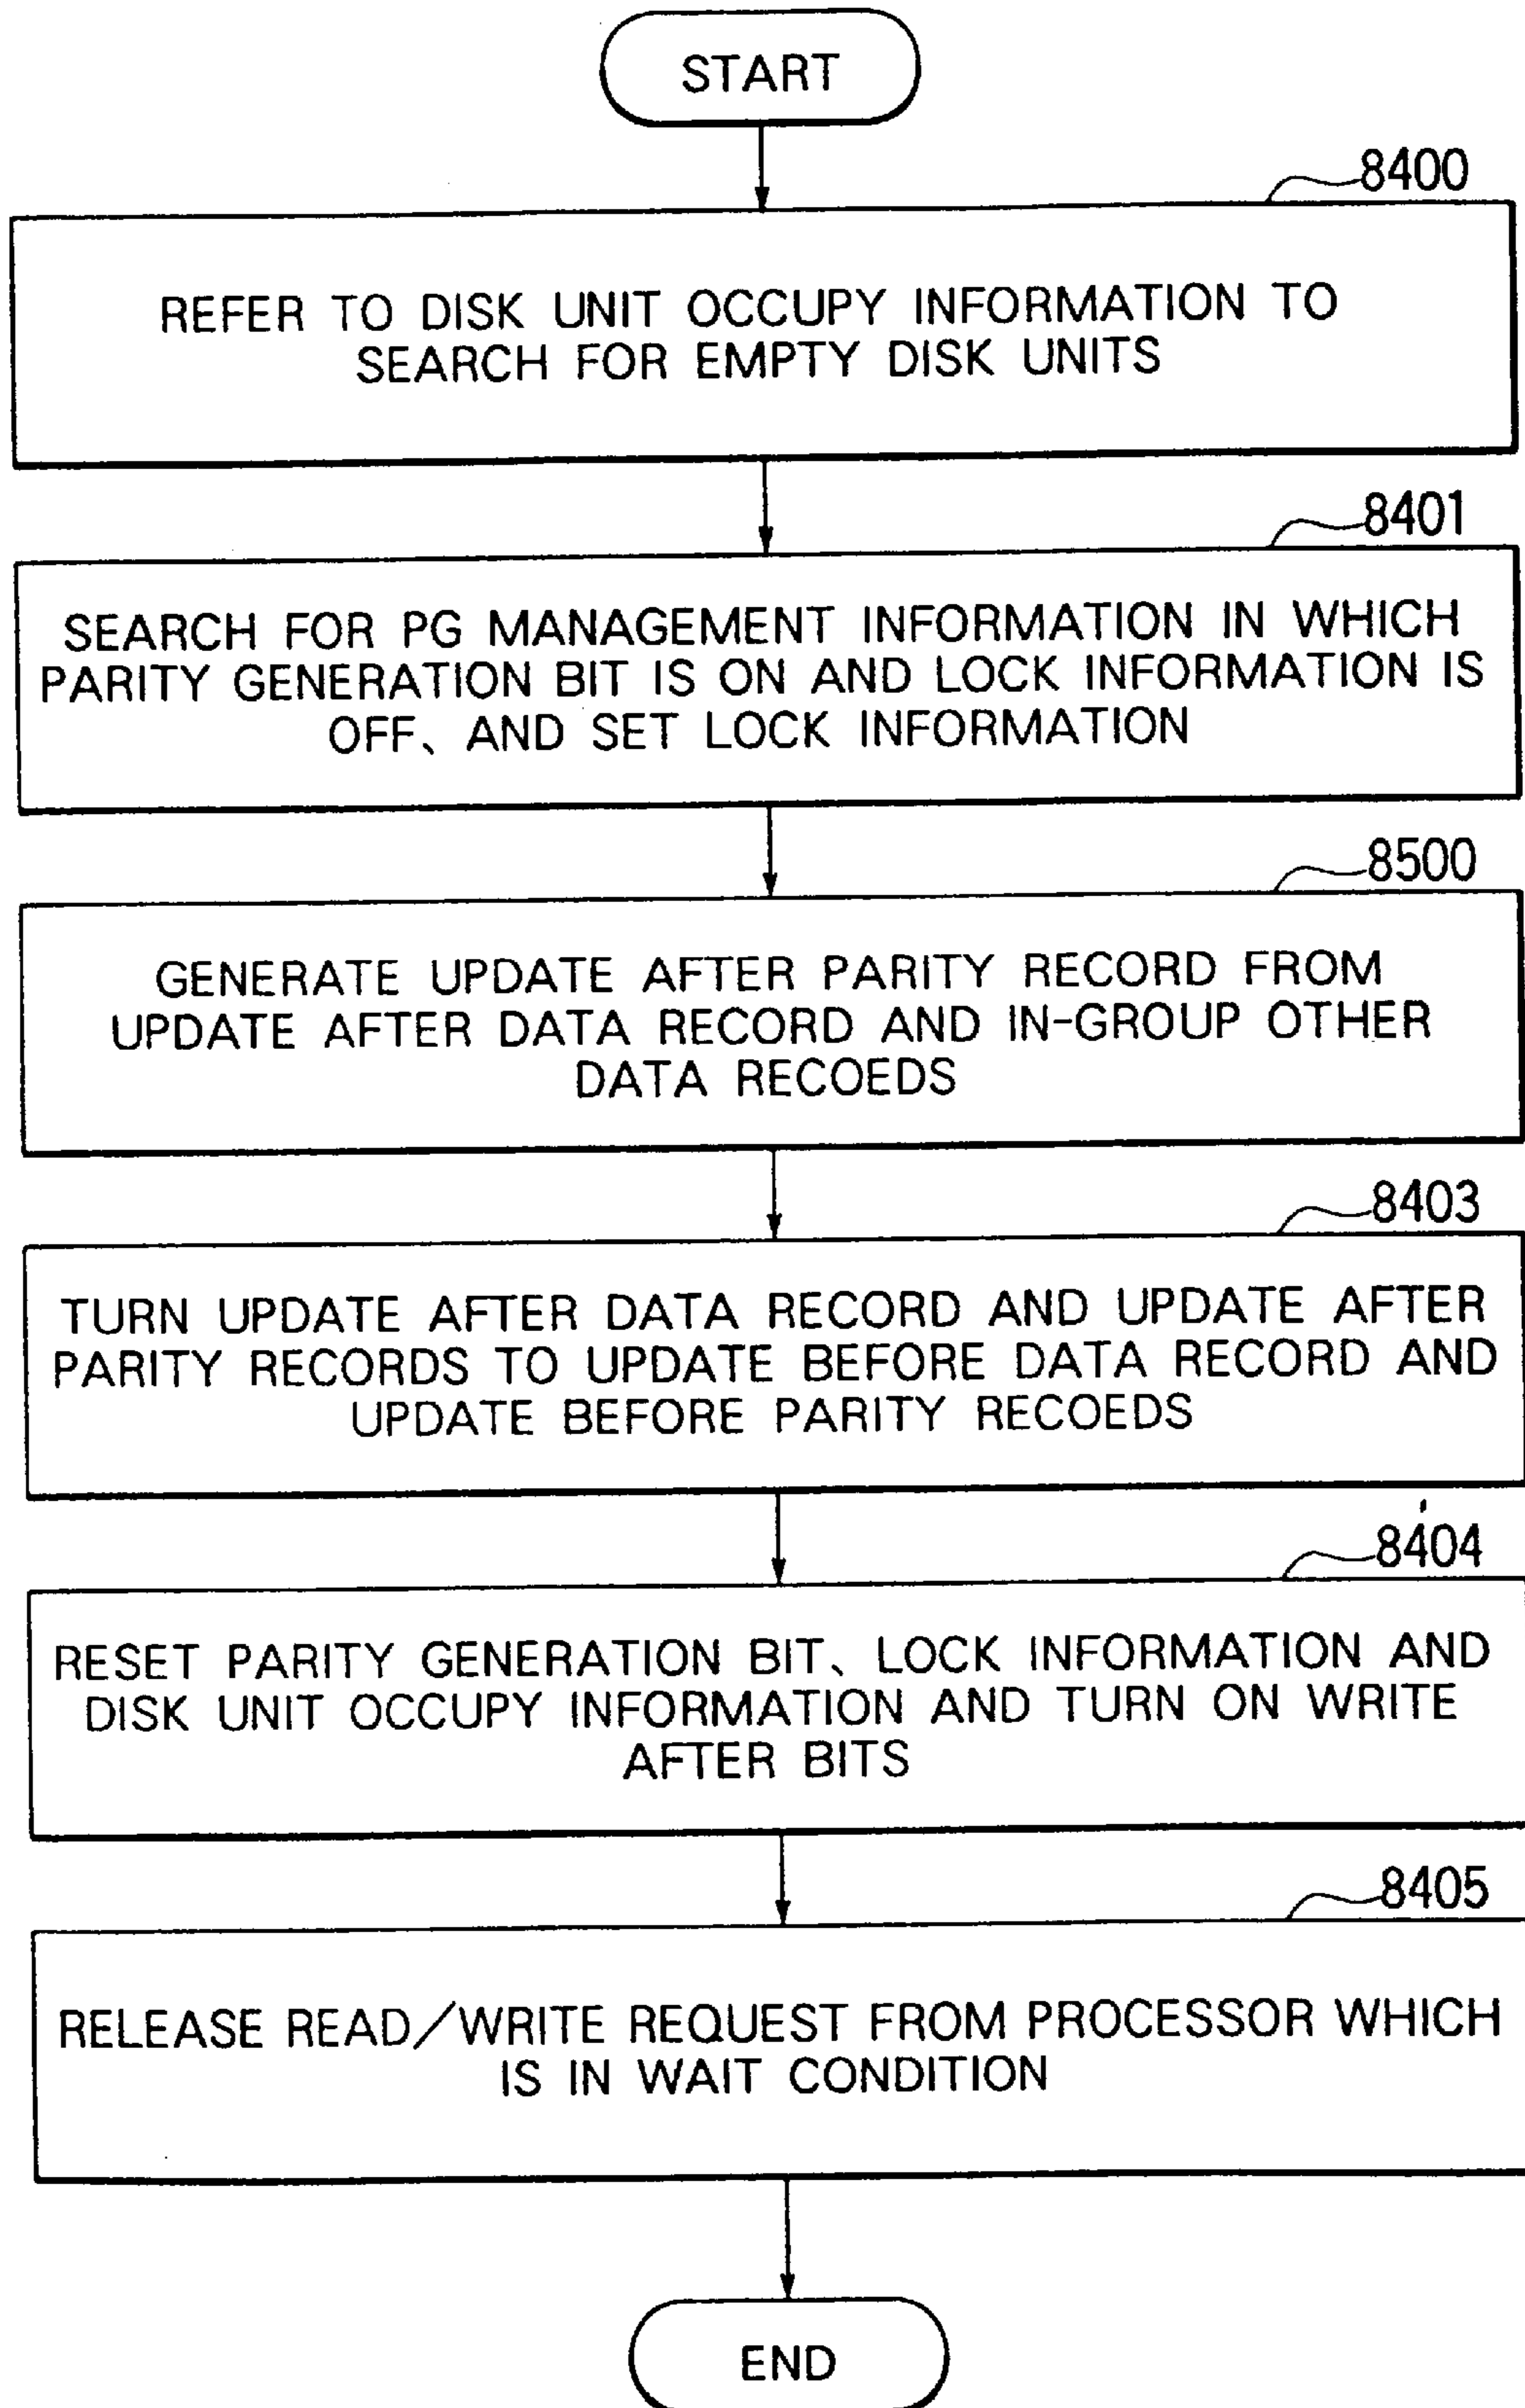 START
8400
REFER TO DISK UNIT OCCUPY INFORMATION TO
SEARCH FOR EMPTY DISK UNITS
8401
SEARCH FOR PG MANAGEMENT INFORMATION IN WHICH
PARITY GENERATION BIT IS ON AND LOCK INFORMATION IS
OFF、AND SET LOCK INFORMATION
8500
GENERATE UPDATE AFTER PARITY RECORD FROM
UPDATE AFTER DATA RECORD AND IN-GROUP OTHER
DATA RECOEDS
8403
TURN UPDATE AFTER DATA RECORD AND UPDATE AFTER
PARITY RECORDS TO UPDATE BEFORE DATA RECORD AND
UPDATE BEFORE PARITY RECOEDS
8404
RESET PARITY GENERATION BIT、LOCK INFORMATION AND
DISK UNIT OCCUPY INFORMATION AND TURN ON WRITE
AFTER BITS
8405
RELEASE READ/WRITE REQUEST FROM PROCESSOR WHICH
IS IN WAIT CONDITION
END